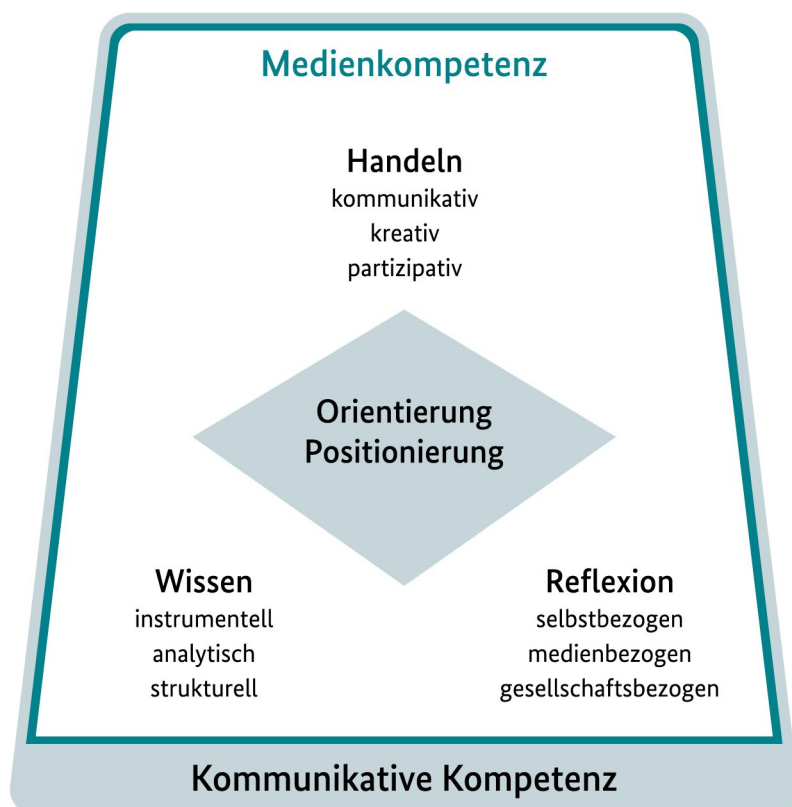 Medienkompetenz
Handeln
kommunikativ
kreativ
partizipativ
Orientierung
Positionierung
Wissen
instrumentell
analytisch
strukturell
Reflexion
selbstbezogen
medienbezogen
gesellschaftsbezogen
Kommunikative Kompetenz